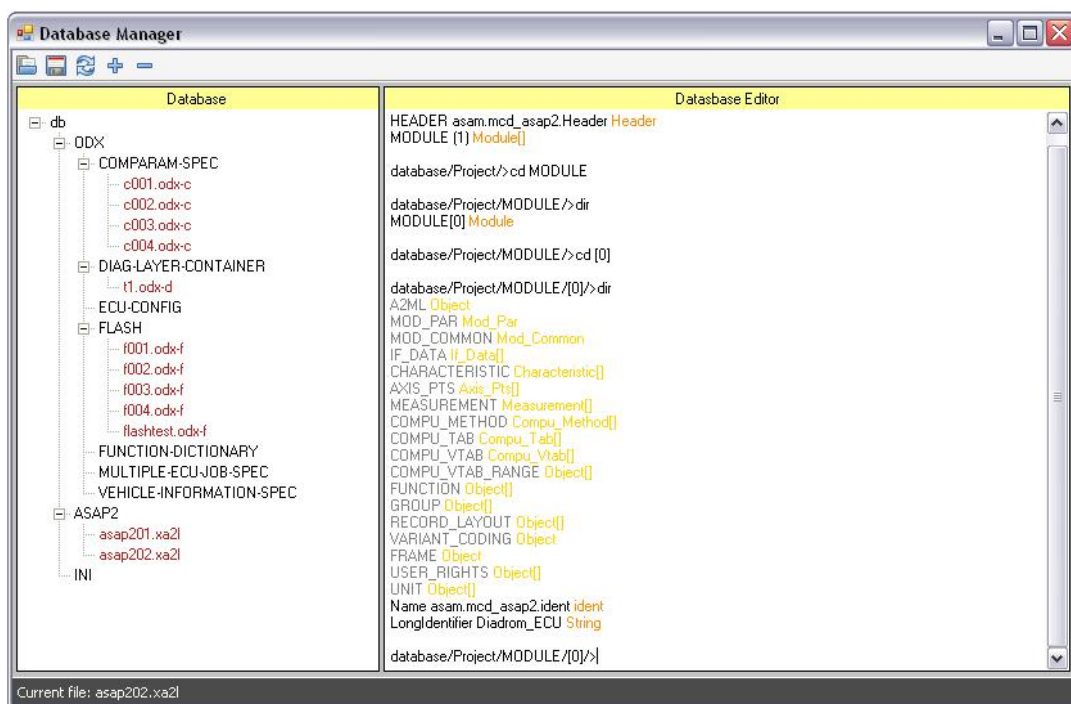 Database Manager
Database
db
ODX
COMPARAM-SPEC
c001.odx-c
c002.odx-c
c003.odx-c
c004.odx-c
DIAG-LAYER-CONTAINER
t1.odx-d
ECU-CONFIG
FLASH
f001.odx-f
f002.odx-f
f003.odx-f
f004.odx-f
flashtest.odx-f
FUNCTION-DICTIONARY
MULTIPLE-ECU-JOB-SPEC
VEHICLE-INFORMATION-SPEC
ASAP2
asap201.xa2l
asap202.xa2l
INI
Datasbase Editor
HEADER asam.mcd_asap2.Header Header
MODULE (1) Module[]
database/Project/>cd MODULE
database/Project/MODULE/>dir
MODULE[0] Module
database/Project/MODULE/>cd [0]
database/Project/MODULE/[0]/>dir
A2ML Object
MOD_PAR Mod_Par
MOD_COMMON Mod_Common
IF_DATA If_Data[]
CHARACTERISTIC Characteristic[]
AXIS_PTS Axis_Pts[]
MEASUREMENT Measurement[]
COMPU_METHOD Compu_Method[]
COMPU_TAB Compu_Tab[]
COMPU_VTAB Compu_Vtab[]
COMPU_VTAB_RANGE Object[]
FUNCTION Object[]
GROUP Object[]
RECORD_LAYOUT Object[]
VARIANT_CODING Object
FRAME Object
USER_RIGHTS Object[]
UNIT Object[]
Name asam.mcd_asap2.ident ident
LongIdentifier Diadrom_ECU String
database/Project/MODULE/[0]/>
Current file: asap202.xa2l